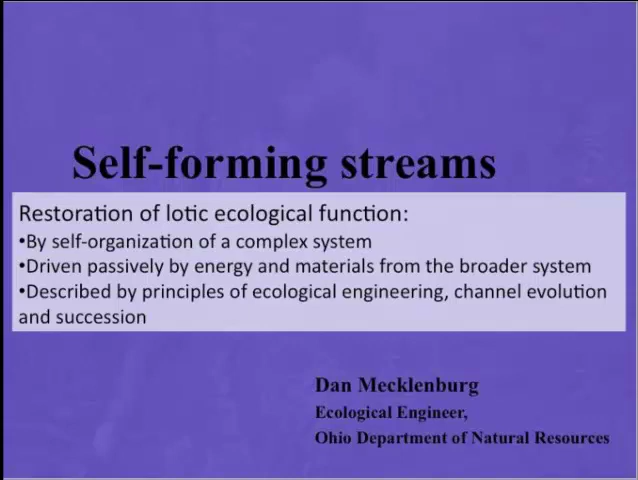 Self-forming streams
Restoration of lotic ecological function:
•By self-organization of a complex system
•Driven passively by energy and materials from the broader system
•Described by principles of ecological engineering, channel evolution
and succession
Dan Mecklenburg
Ecological Engineer,
Ohio Department of Natural Resources